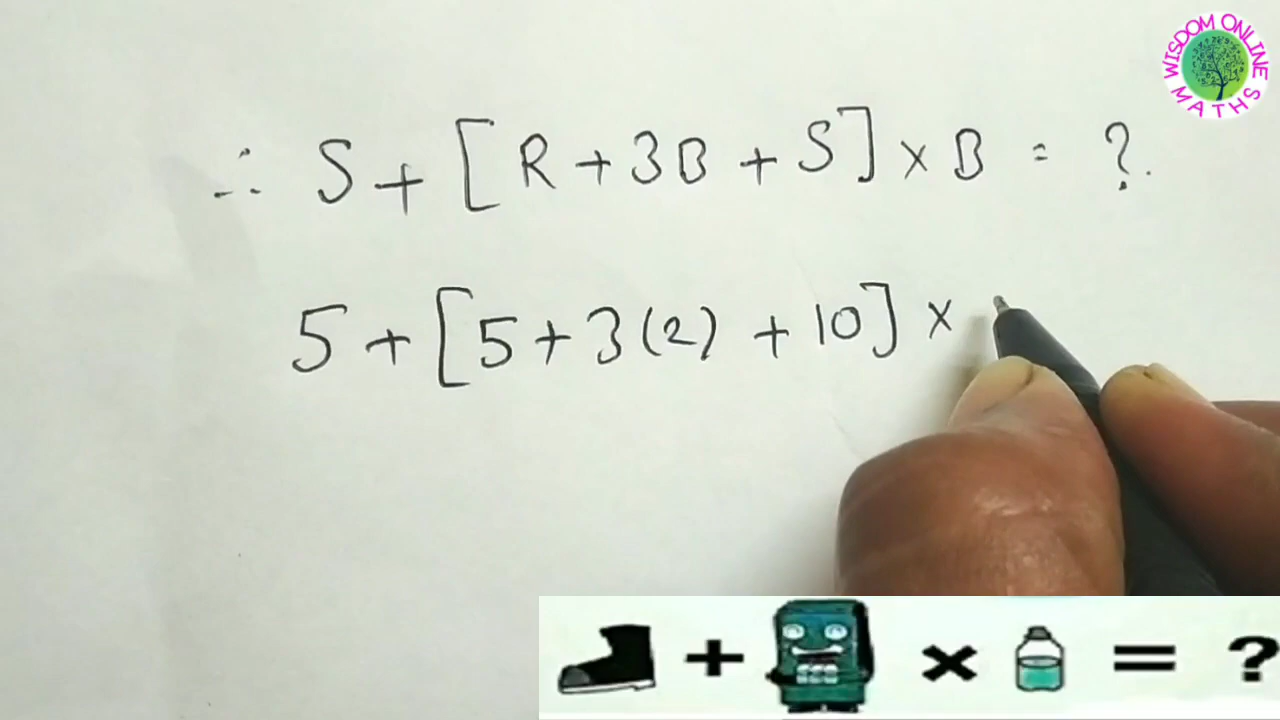 WISDOM ONLINE
MATHS
∴ S + [R + 3B + S] × B = ?
5 + [5 + 3(2) + 10] ×
+ × = ?